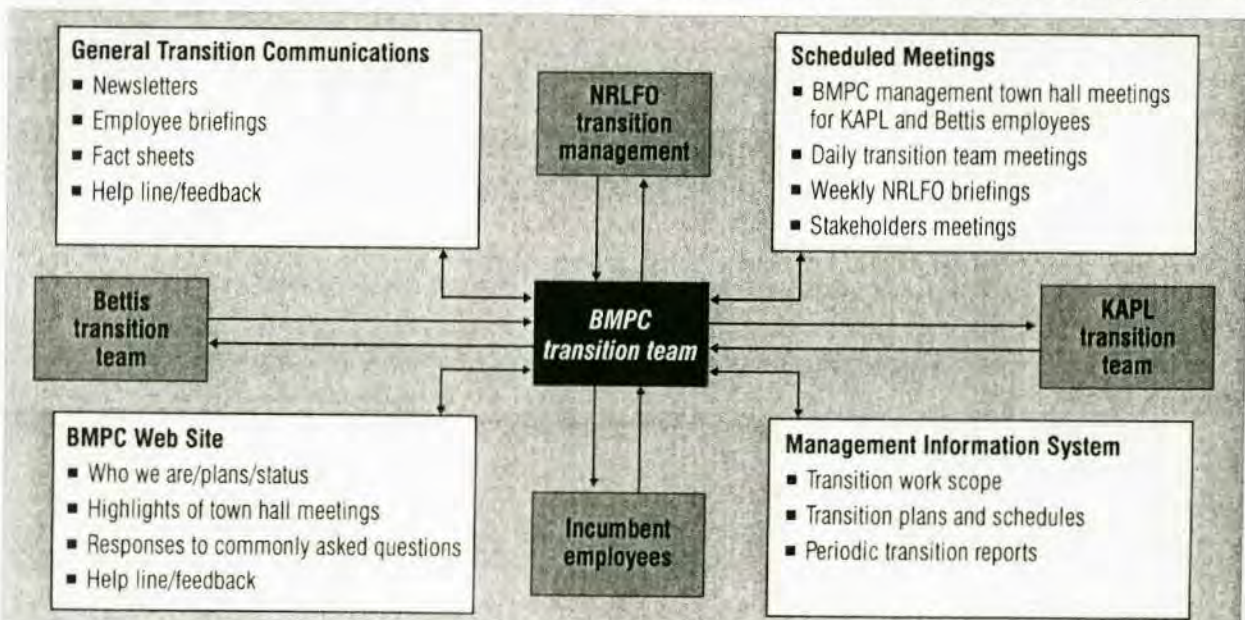 General Transition Communications
■ Newsletters
■ Employee briefings
■ Fact sheets
■ Help line/feedback
NRLFO
transition
management
Scheduled Meetings
■ BMPC management town hall meetings
for KAPL and Bettis employees
■ Daily transition team meetings
■ Weekly NRLFO briefings
■ Stakeholders meetings
Bettis
transition
team
BMPC
transition team
KAPL
transition
team
BMPC Web Site
■ Who we are/plans/status
■ Highlights of town hall meetings
■ Responses to commonly asked questions
■ Help line/feedback
Incumbent
employees
Management Information System
■ Transition work scope
■ Transition plans and schedules
■ Periodic transition reports